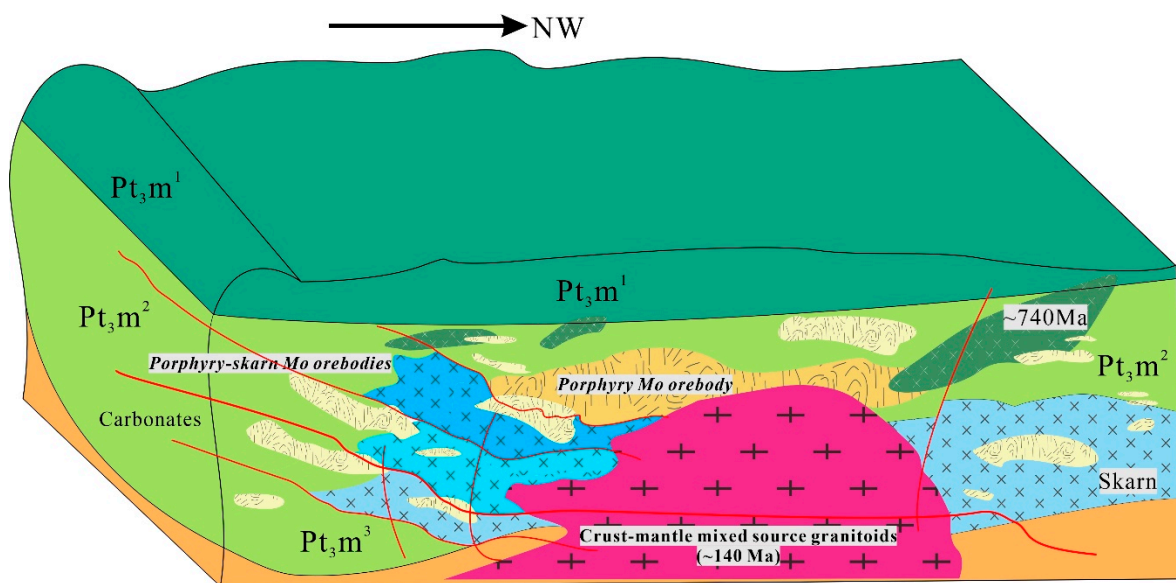 NW
Pt₃m¹
Pt₃m¹
Pt₃m²
~740Ma
Porphyry-skarn Mo orebodies
Porphyry Mo orebody
Pt₃m²
Carbonates
Skarn
Pt₃m³
Crust-mantle mixed source granitoids
(~140 Ma)